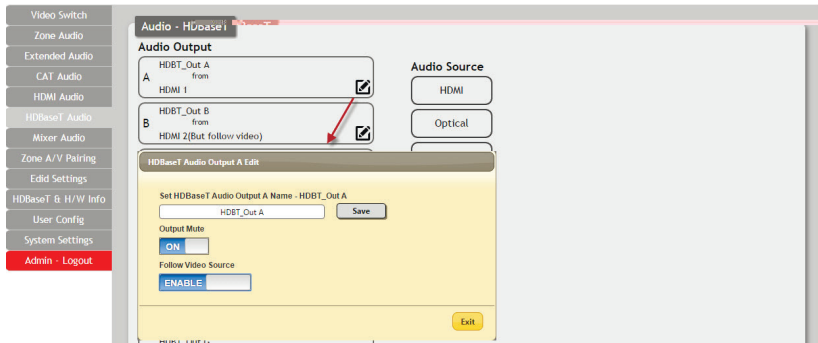 Video Switch
Zone Audio
Extended Audio
CAT Audio
HDMI Audio
HDBaseT Audio
Mixer Audio
Zone A/V Pairing
Edid Settings
HDBaseT & H/W Info
User Config
System Settings
Admin - Logout
Audio - HDBaseT
Audio Output
HDBT_Out A
A
from
HDMI 1
HDBT_Out B
B
from
HDMI 2(But follow video)
Audio Source
HDMI
Optical
HDBaseT Audio Output A Edit
Set HDBaseT Audio Output A Name - HDBT_Out A
HDBT_Out A
Save
Output Mute
ON
Follow Video Source
ENABLE
Exit